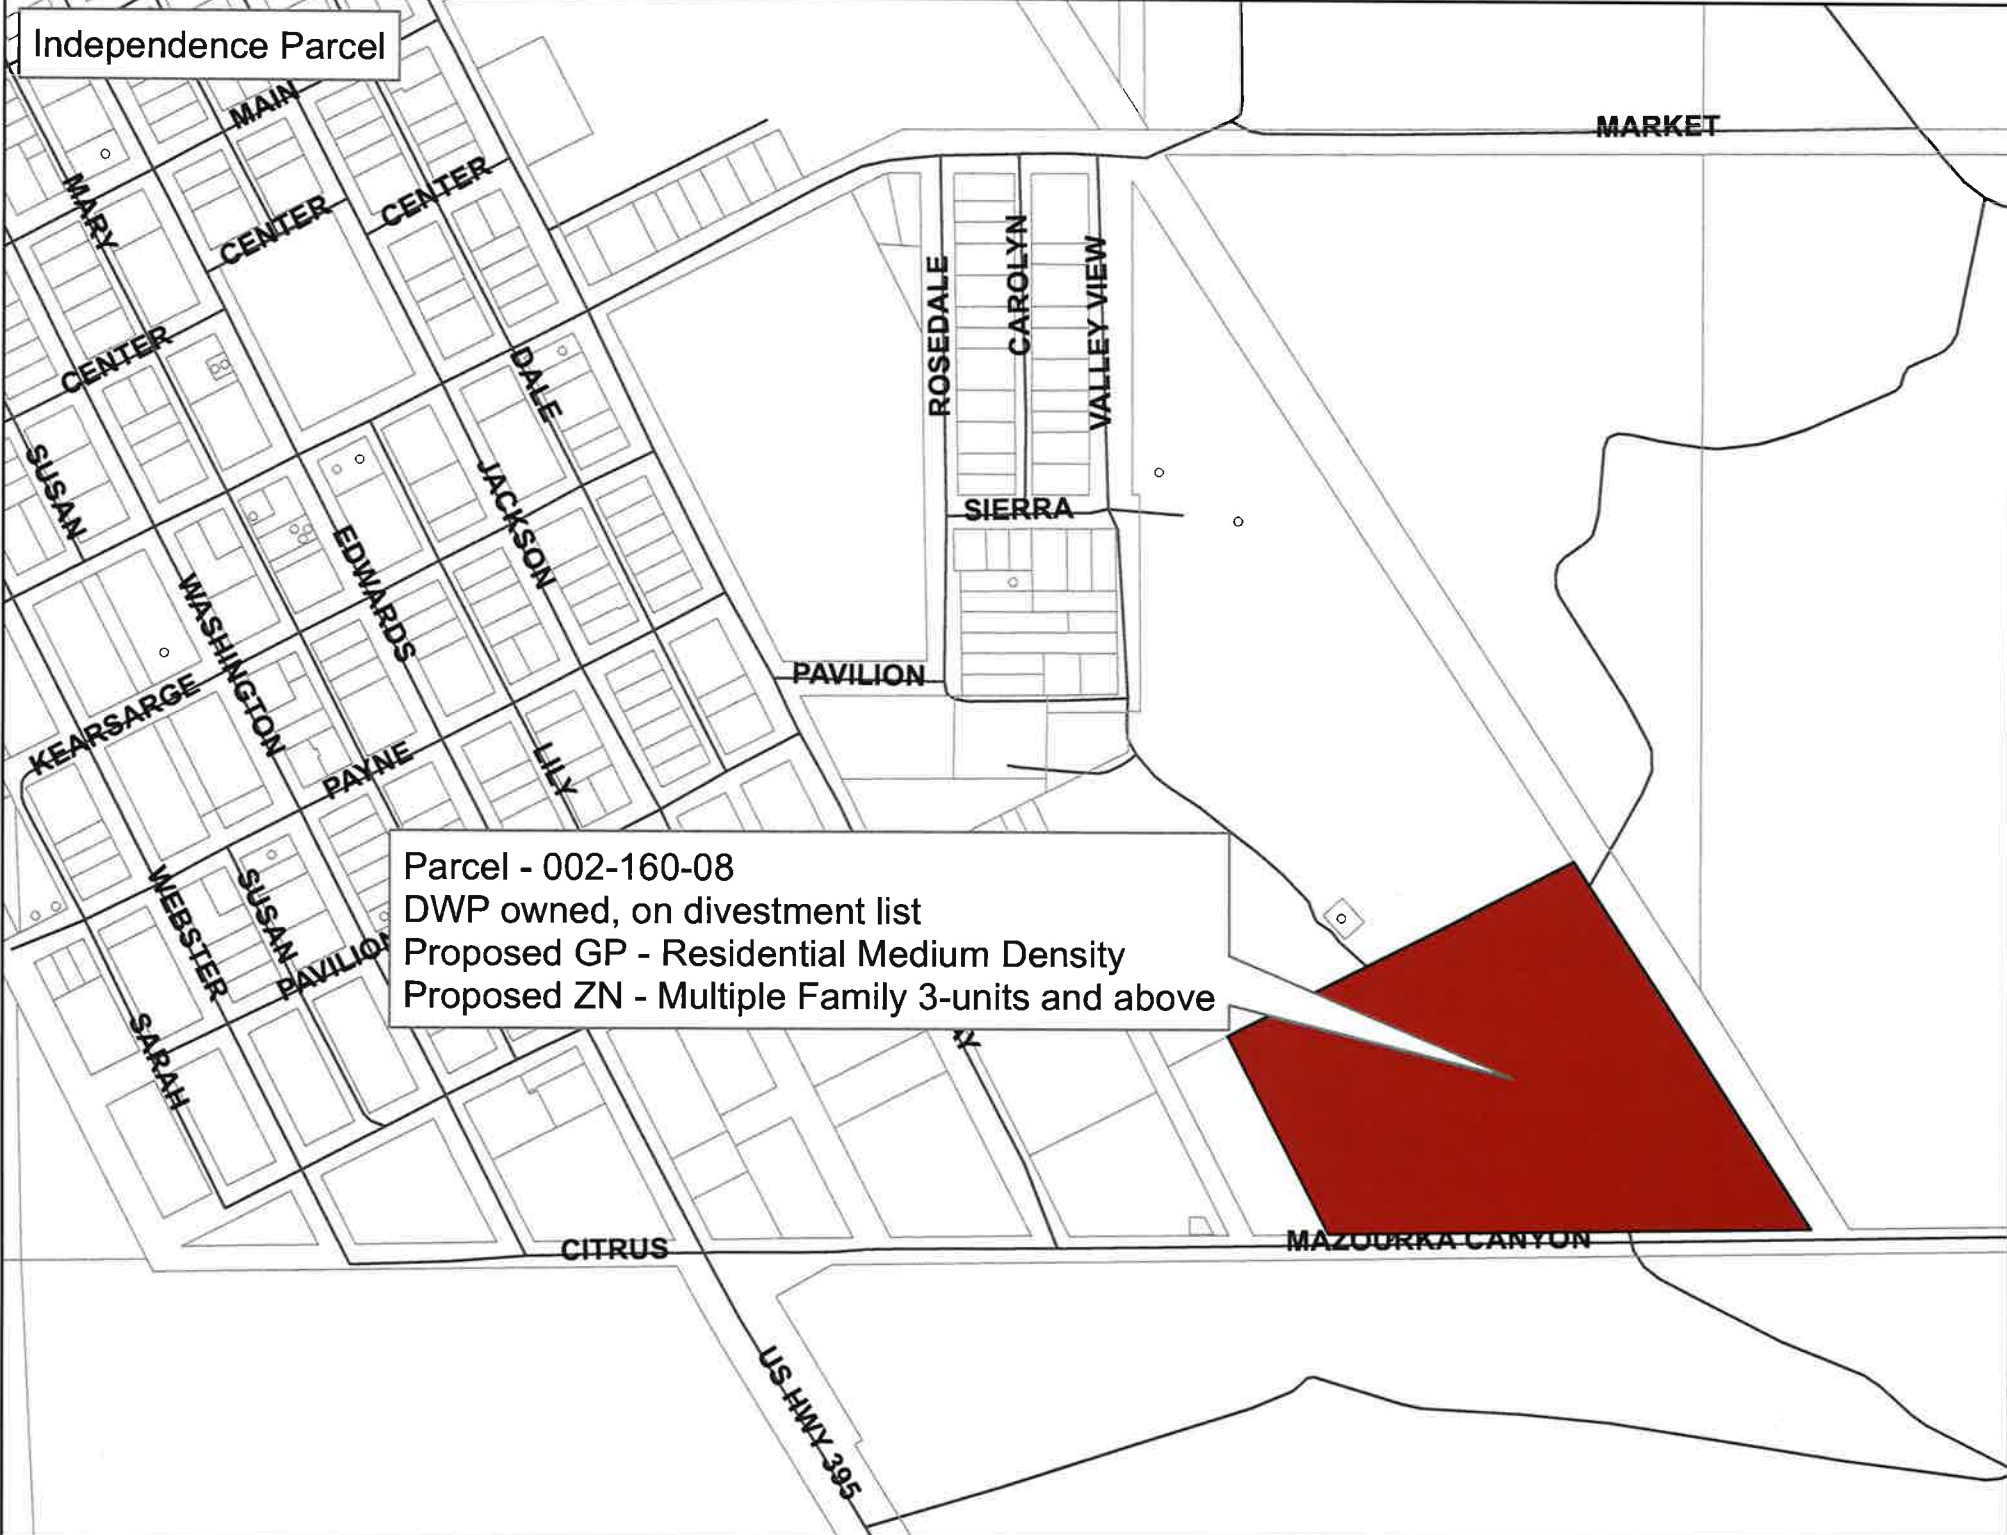 Independence Parcel
MAIN
MARKET
MARY
CENTER
CENTER
CENTER
ROSEDALE
CAROLYN
VALLEY VIEW
DALE
SUSAN
JACKSON
SIERRA
EDWARDS
WASHINGTON
PAVILION
KEARSARGE
PAYNE
LILY
Parcel - 002-160-08
DWP owned, on divestment list
Proposed GP - Residential Medium Density
Proposed ZN - Multiple Family 3-units and above
WEBSTER
SUSAN
PAVILION
SARAH
CITRUS
MAZOURKA CANYON
US HWY 395